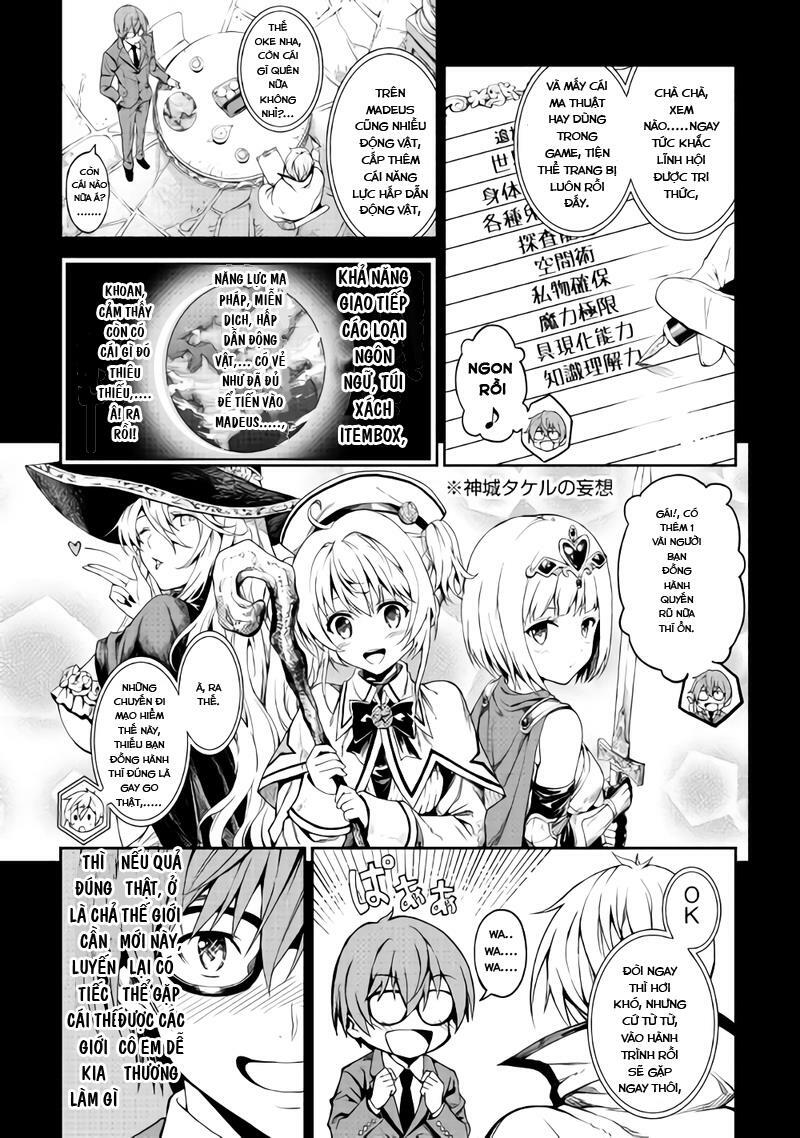 CHÀ CHÀ,
XEM
NÀO.....NGAY
TỨC KHẮC
LĨNH HỘI
ĐƯỢC TRI
THỨC,
VÀ MẤY CÁI
MA THUẬT
HAY DÙNG
TRONG
GAME, TIỆN
THỂ TRANG BỊ
LUÔN RỒI
ĐẤY.
空間術
私物確保
魔力極限
具現化能力
知識理解力
NGON
RỒI
♪
TRÊN
MADEUS
CŨNG NHIỀU
ĐỘNG VẬT,
CẤP THÊM
CÁI NĂNG
LỰC HẤP DẪN
ĐỘNG VẬT,
THẾ
OKE NHA,
CÒN CÁI
GÌ QUÊN
NỮA
KHÔNG
NHỈ?...
CÒN
CÁI NÀO
NỮA Á?
........
KHẢ NĂNG
GIAO TIẾP
CÁC LOẠI
NGÔN
NGỮ, TÚI
XÁCH
ITEMBOX,
NĂNG LỰC MA
PHÁP, MIỄN
DỊCH, HẤP
DẪN ĐỘNG
VẬT,... CÓ VẺ
NHƯ ĐÃ ĐỦ
ĐỂ TIẾN VÀO
MADEUS.....,
KHOAN,
CẢM THẤY
CÒN CÓ
CÁI GÌ ĐÓ
THIÊU
THIẾU,....
Â! RA
RỒI!
※神城タケルの妄想
GÁI!, CÓ
THÊM 1
VÀI NGƯỜI
BẠN
ĐỒNG
HÀNH
QUYẾN
RŨ NỮA
THÌ ỔN.
À, RA
THẾ.
NHỮNG
CHUYẾN ĐI
MẠO HIỂM
THẾ NÀY,
THIẾU BẠN
ĐỒNG HÀNH
THÌ ĐÚNG LÀ
GAY GO
THẬT,.....
OK
ĐÒI NGAY
THÌ HƠI
KHÓ, NHƯNG
CỨ TỪ TỪ,
VÀO HÀNH
TRÌNH RỒI
SẼ GẶP
NGAY THÔI,
ぱぁぁ
WA..
WA....
WA....
NẾU QUẢ
THẬT, Ở
THẾ GIỚI
MỚI NÀY,
LẠI CÓ
THỂ GẶP
ĐƯỢC CÁC
CÔ EM DỄ
THƯƠNG
THÌ
ĐÚNG
LÀ CHẢ
CẦN
LUYẾN
TIẾC
CÁI THẾ
GIỚI
KIA
LÀM GÌ